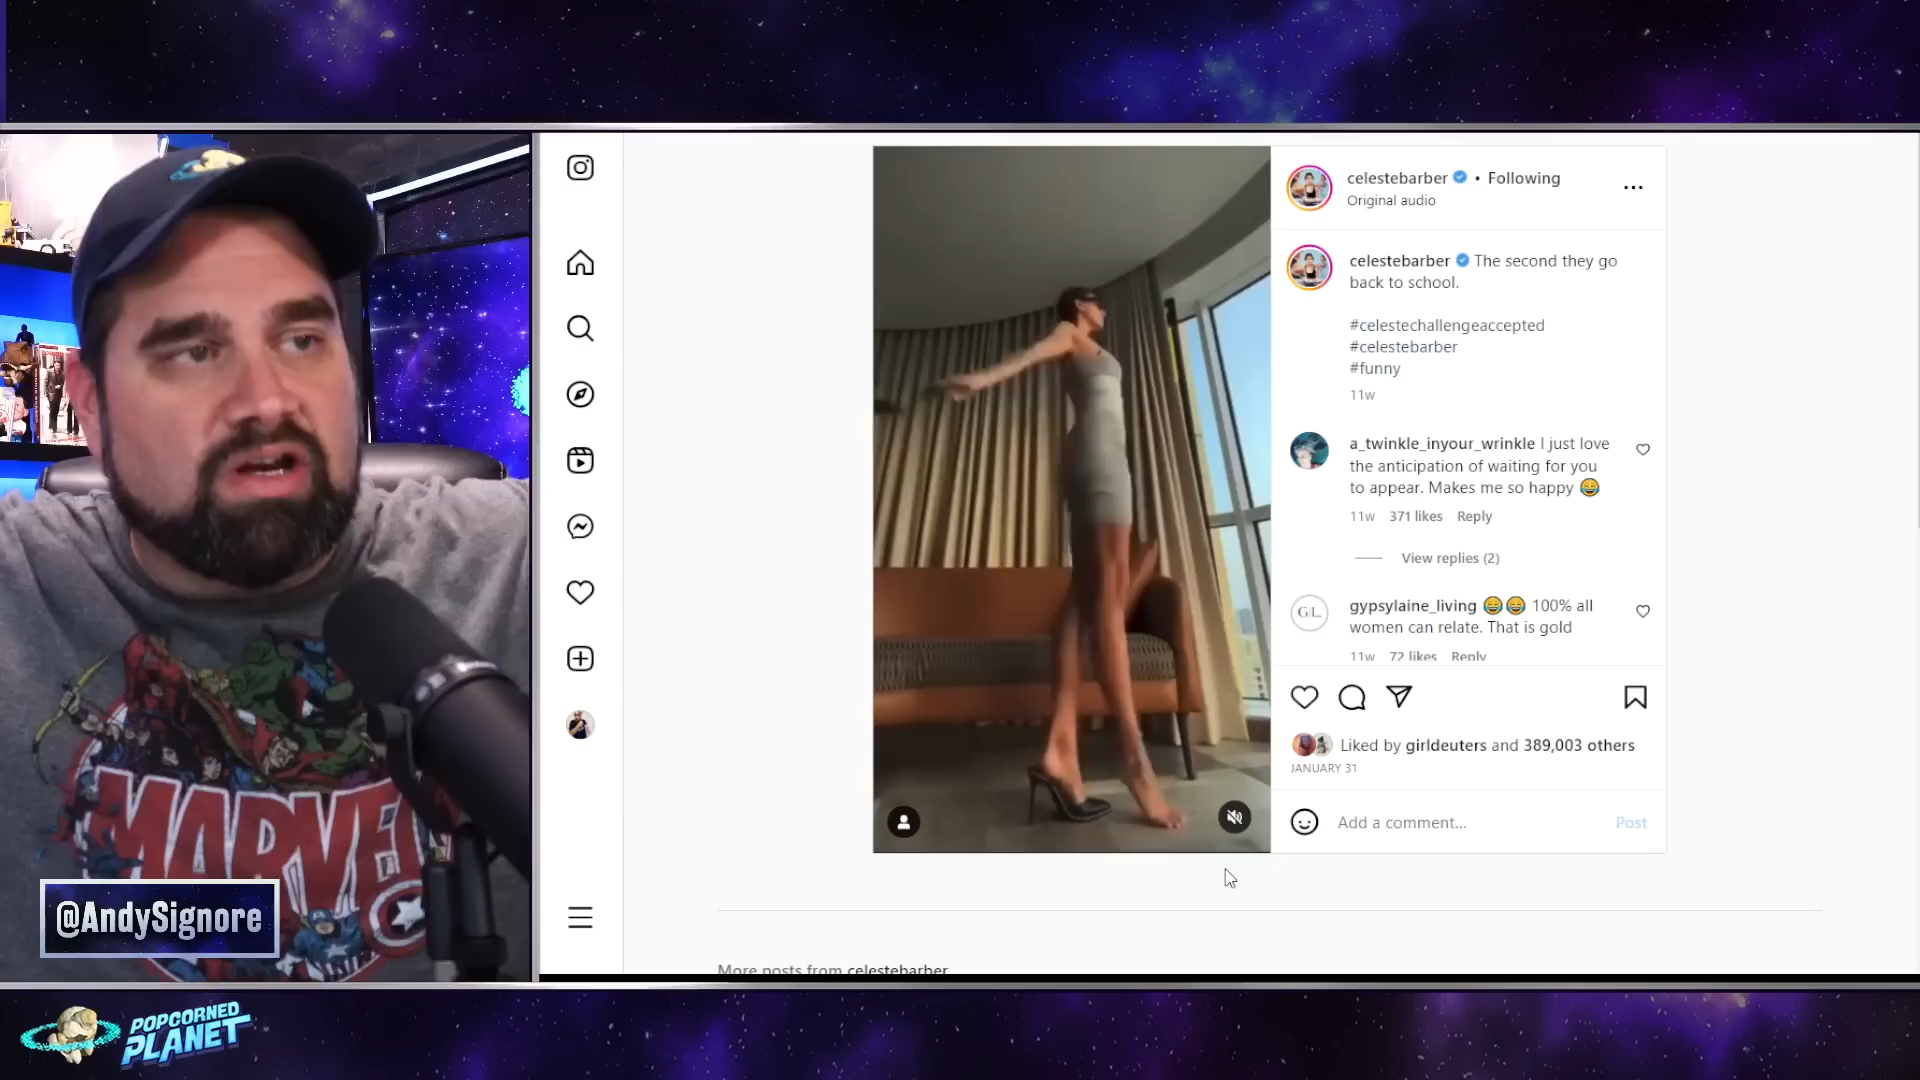 MARVEL
@AndySignore
POPCORNED
PLANET
celestebarber • Following
Original audio
celestebarber The second they go
back to school.
#celestechallengeaccepted
#celestebarber
#funny
11w
a_twinkle_inyour_wrinkle I just love
the anticipation of waiting for you
to appear. Makes me so happy 😂
11w 371 likes Reply
View replies (2)
GIL
gypsylaine_living 😂😂 100% all
women can relate. That is gold
11w 72 likes Reply
Liked by girldeuters and 389,003 others
JANUARY 31
Add a comment...
Post
More posts from celestebarber